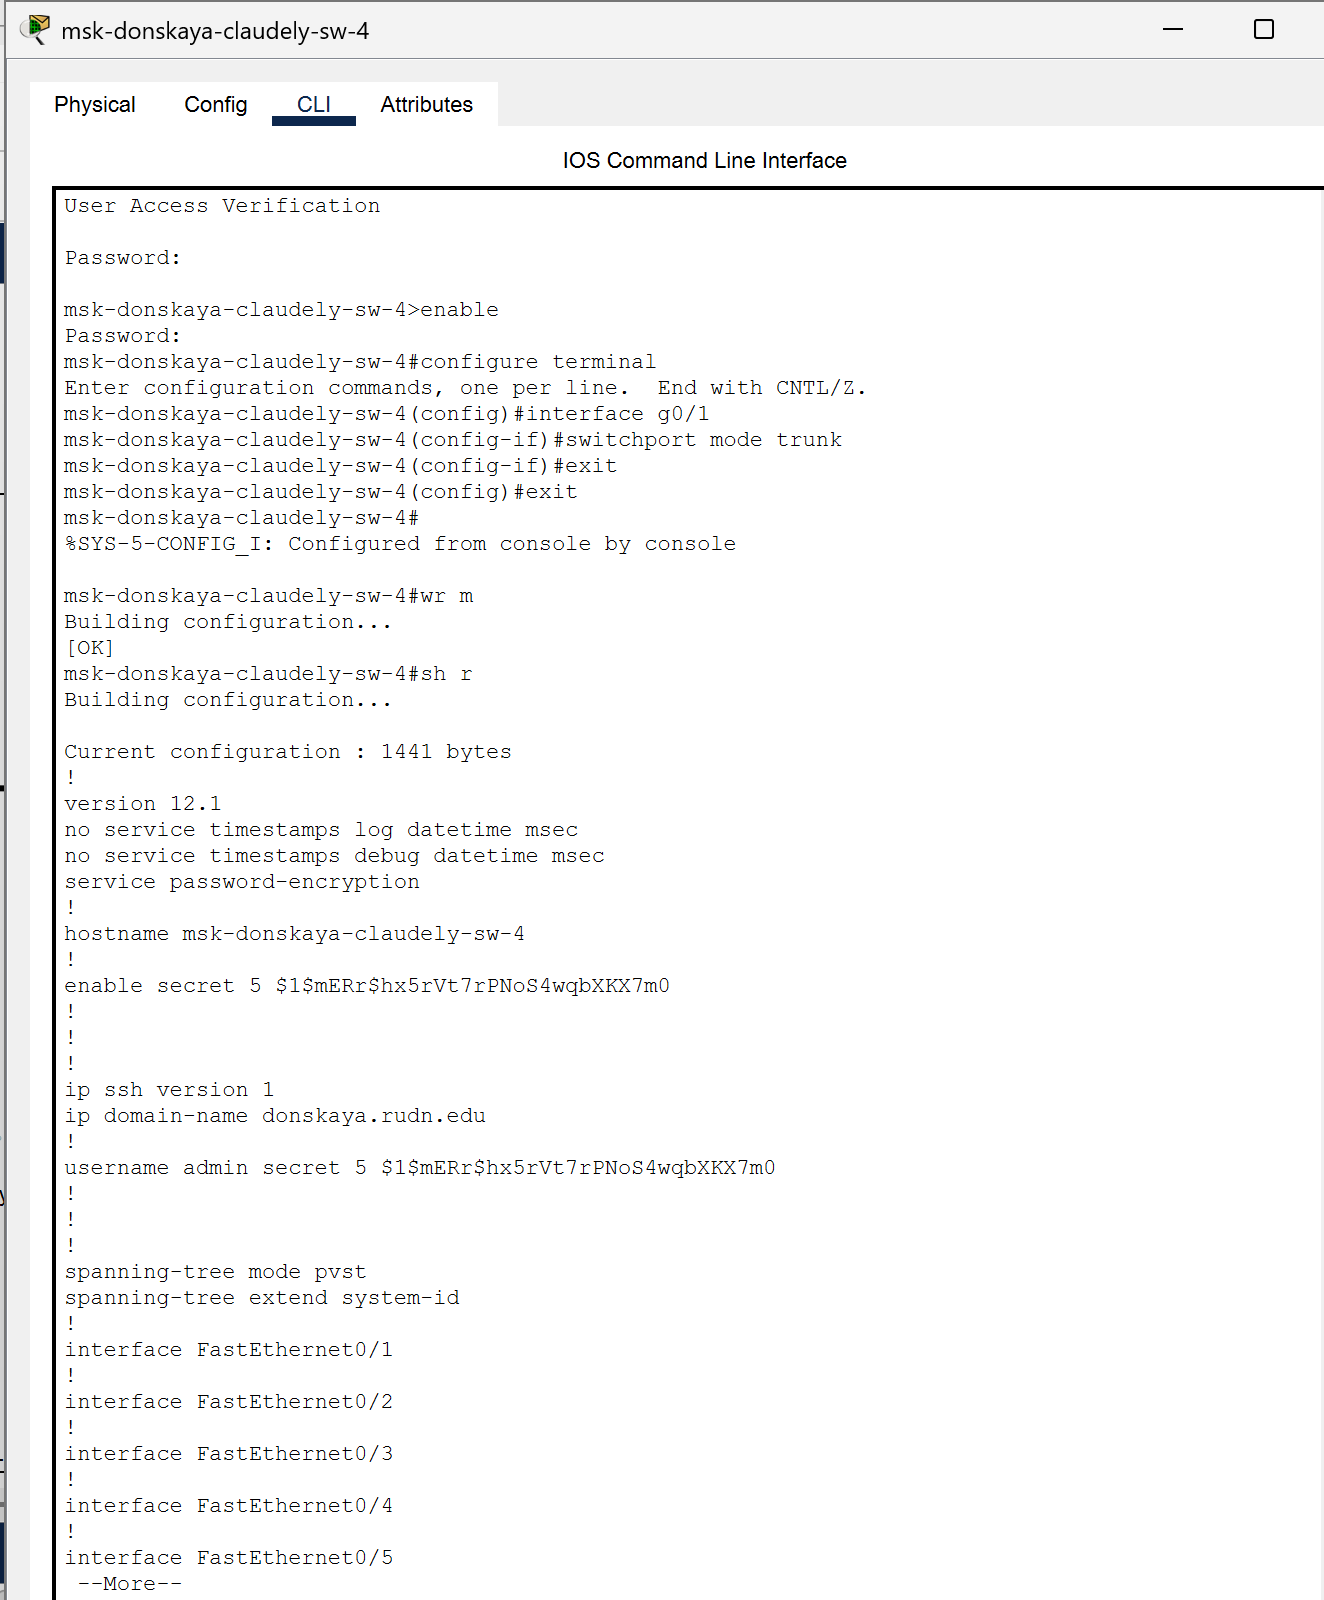 msk-donskaya-claudely-sw-4
Physical Config CLI Attributes
IOS Command Line Interface
User Access Verification
Password:
msk-donskaya-claudely-sw-4>enable
Password:
msk-donskaya-claudely-sw-4#configure terminal
Enter configuration commands, one per line.  End with CNTL/Z.
msk-donskaya-claudely-sw-4(config)#interface g0/1
msk-donskaya-claudely-sw-4(config-if)#switchport mode trunk
msk-donskaya-claudely-sw-4(config-if)#exit
msk-donskaya-claudely-sw-4(config)#exit
msk-donskaya-claudely-sw-4#
%SYS-5-CONFIG_I: Configured from console by console
msk-donskaya-claudely-sw-4#wr m
Building configuration...
[OK]
msk-donskaya-claudely-sw-4#sh r
Building configuration...
Current configuration : 1441 bytes
!
version 12.1
no service timestamps log datetime msec
no service timestamps debug datetime msec
service password-encryption
!
hostname msk-donskaya-claudely-sw-4
!
enable secret 5 $1$mERr$hx5rVt7rPNoS4wqbXKX7m0
!
!
!
ip ssh version 1
ip domain-name donskaya.rudn.edu
!
username admin secret 5 $1$mERr$hx5rVt7rPNoS4wqbXKX7m0
!
!
!
spanning-tree mode pvst
spanning-tree extend system-id
!
interface FastEthernet0/1
!
interface FastEthernet0/2
!
interface FastEthernet0/3
!
interface FastEthernet0/4
!
interface FastEthernet0/5
--More--